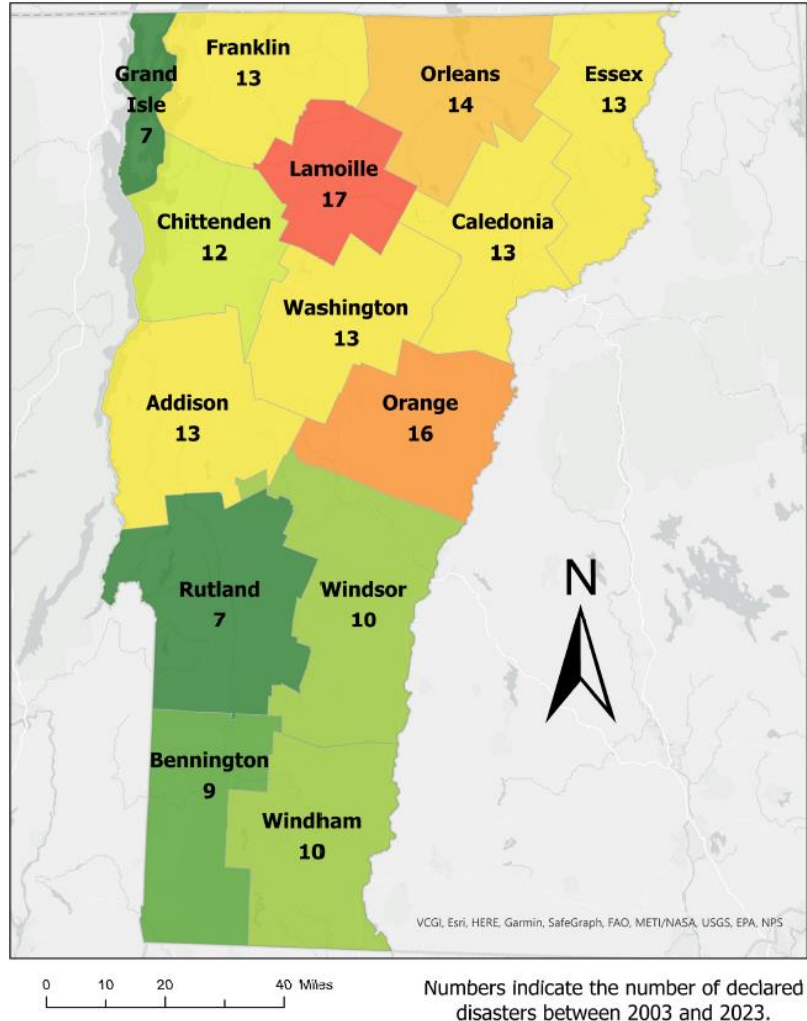 Franklin
13
Grand
Isle
7
Orleans
14
Essex
13
Lamoille
17
Chittenden
12
Caledonia
13
Washington
13
Addison
13
Orange
16
Rutland
7
Windsor
10
N
Bennington
9
Windham
10
VCGI, Esri, HERE, Garmin, SafeGraph, FAO, METI/NASA, USGS, EPA, NPS
0 10 20 40 Miles
Numbers indicate the number of declared
disasters between 2003 and 2023.